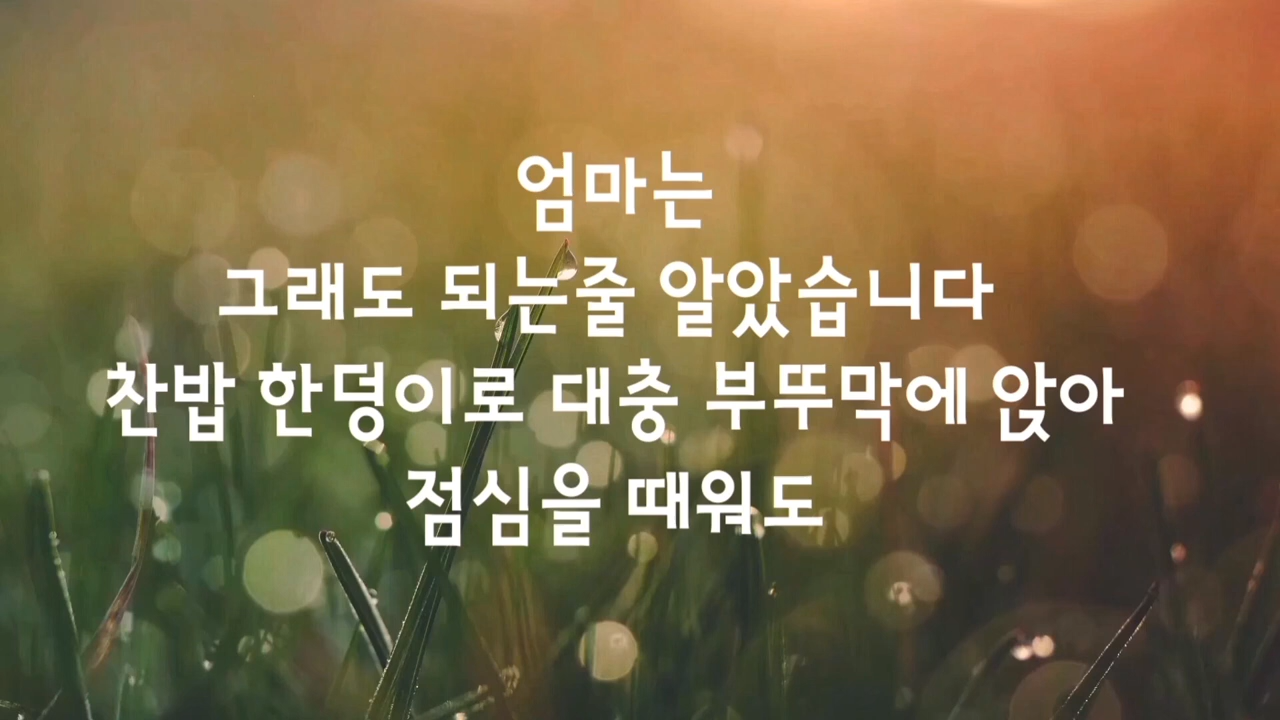 엄마는
그래도 되는줄 알았습니다
찬밥 한덩이로 대충 부뚜막에 앉아
점심을 때워도